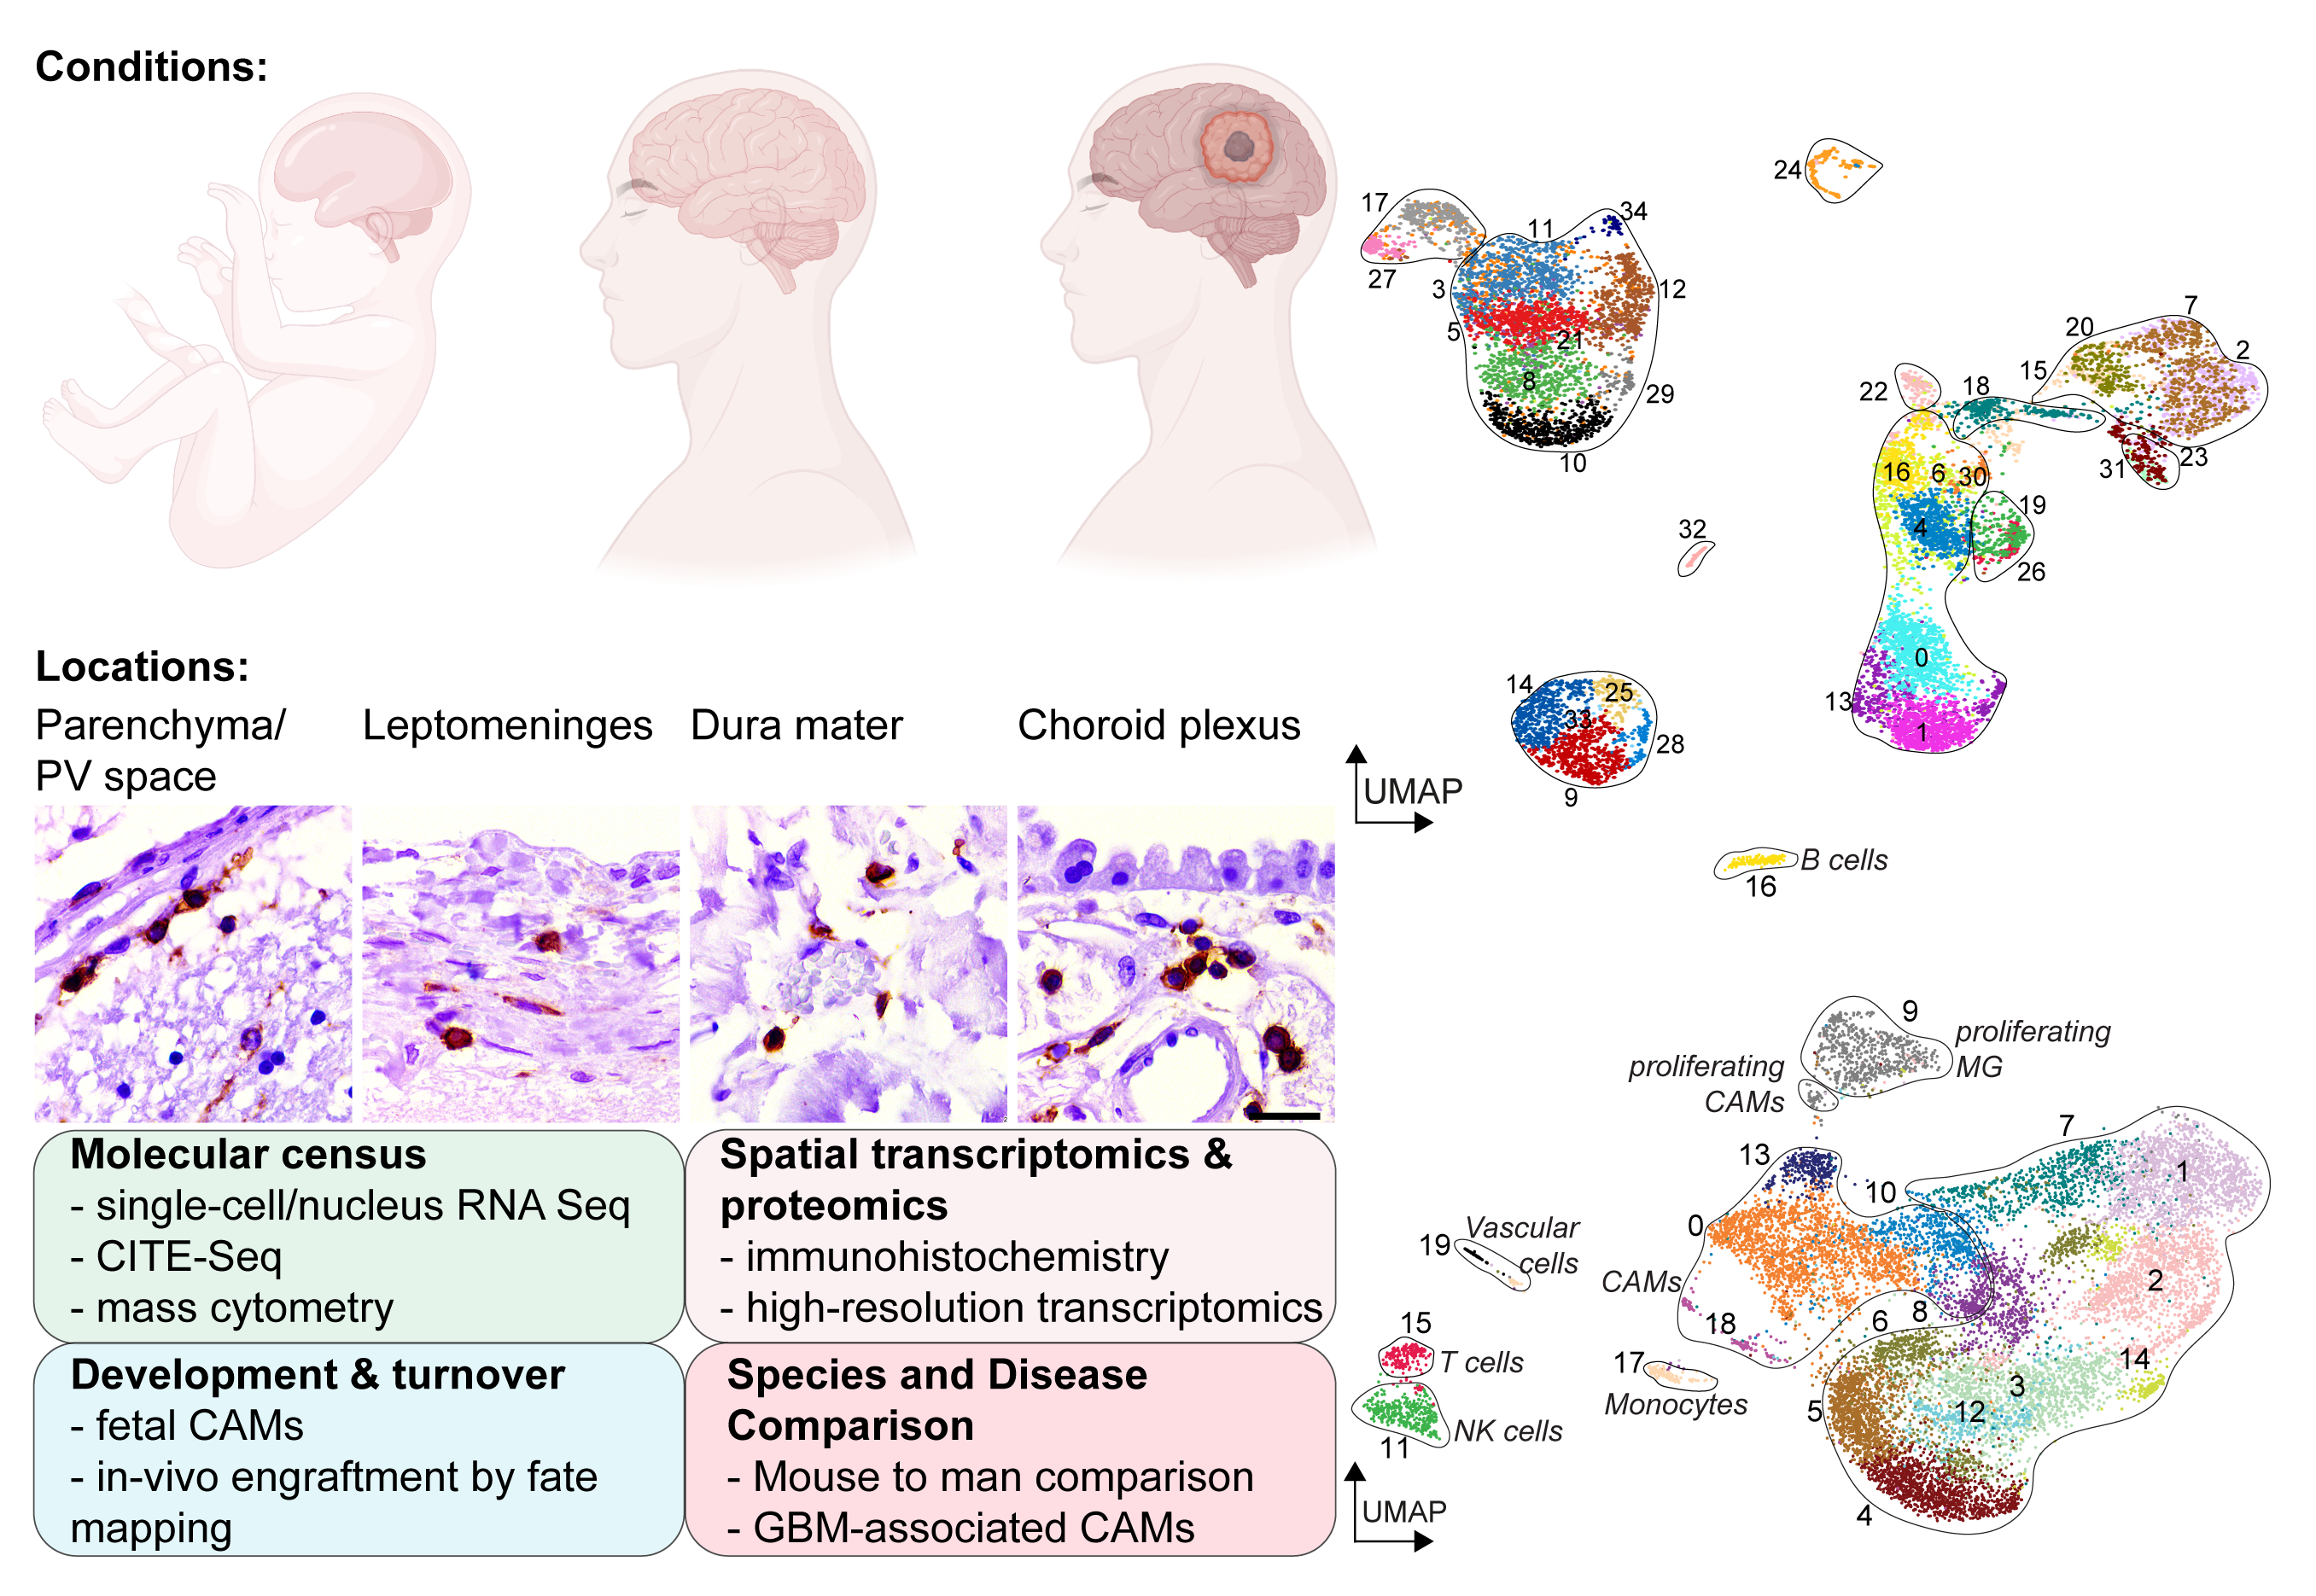 Conditions:
Locations:
Parenchyma/
PV space
Leptomeninges
Dura mater
Choroid plexus
Molecular census
- single-cell/nucleus RNA Seq
- CITE-Seq
- mass cytometry
Spatial transcriptomics &
proteomics
- immunohistochemistry
- high-resolution transcriptomics
Development & turnover
- fetal CAMs
- in-vivo engraftment by fate
mapping
Species and Disease
Comparison
- Mouse to man comparison
- GBM-associated CAMs
24
17
11
34
27
3
12
5
21
8
29
10
7
20
2
15
22
18
16
6
30
31
23
4
19
26
32
0
13
1
14
25
33
28
9
UMAP
B cells
16
9
proliferating
MG
proliferating
CAMs
7
13
1
10
0
Vascular
cells
19
CAMs
2
18
6
8
15
T cells
17
Monocytes
14
3
5
12
NK cells
11
4
UMAP